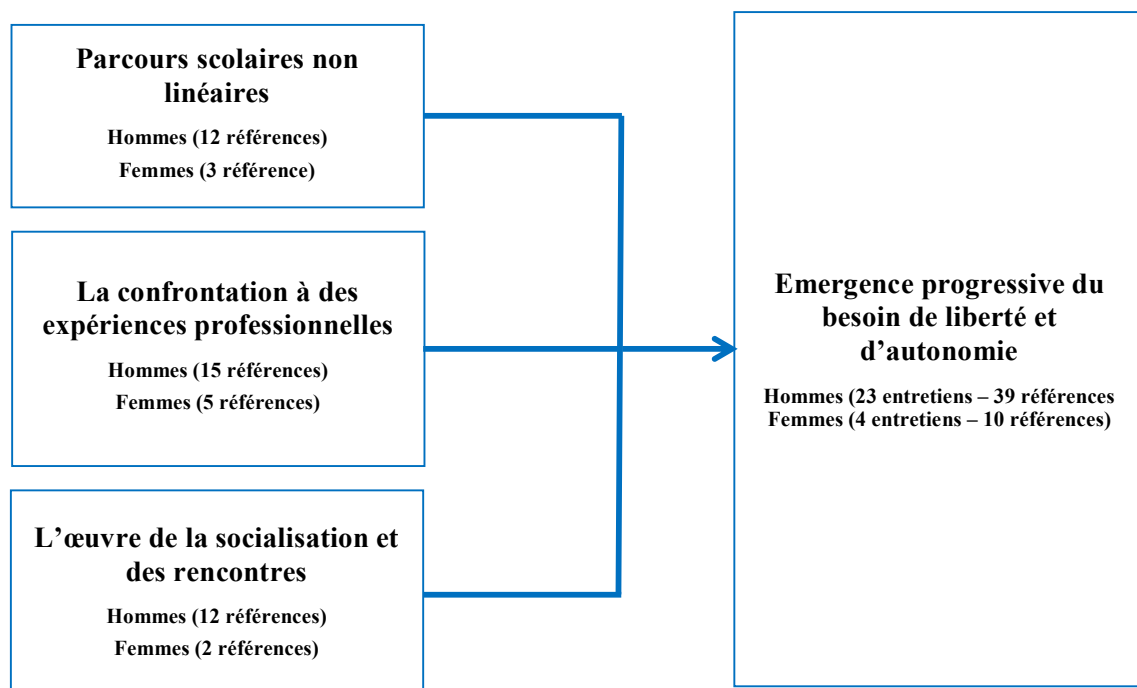 Parcours scolaires non
linéaires
Hommes (12 références)
Femmes (3 référence)
La confrontation à des
expériences professionnelles
Hommes (15 références)
Femmes (5 références)
L’œuvre de la socialisation et
des rencontres
Hommes (12 références)
Femmes (2 références)
Emergence progressive du
besoin de liberté et
d’autonomie
Hommes (23 entretiens – 39 références
Femmes (4 entretiens – 10 références)